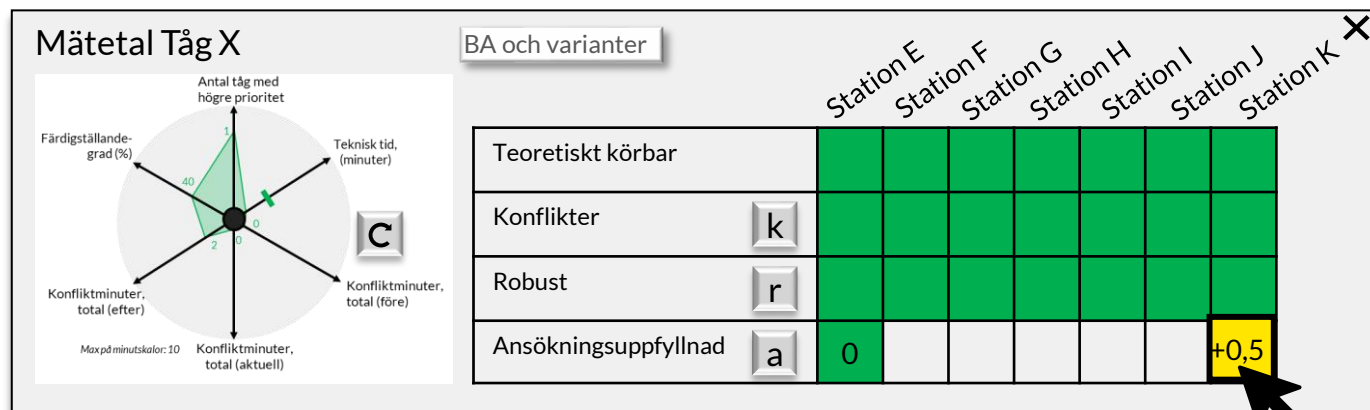 Mätetal Tåg X
BA och varianter
Antal tåg med
högre prioritet
Färdigställande-
grad (%)
Teknisk tid,
(minuter)
1
40
0
2
0
C
Konfliktminuter,
total (efter)
Konfliktminuter,
total (före)
Max på minutskalor: 10
Konfliktminuter,
total (aktuell)
Station E
Station F
Station G
Station H
Station I
Station J
Station K
Teoretiskt körbar
Konflikter
k
Robust
r
Ansökningsuppfyllnad
a
0
+0,5